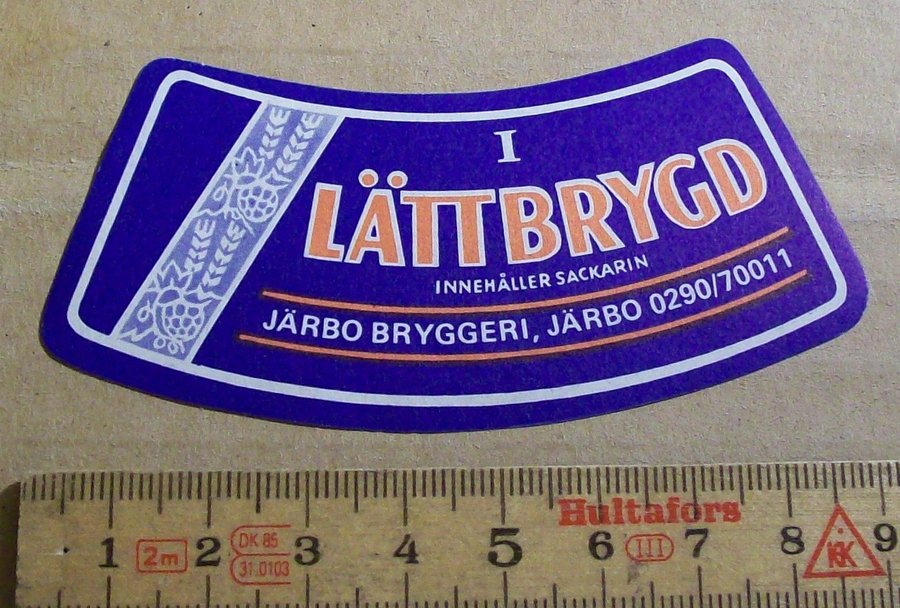 I
LÄTTBRYGD
INNEHÅLLER SACKARIN
JÄRBO BRYGGERI, JÄRBO 0290/70011
Hultafors
1 2m 2 DK 85 3 4 5 6 III 7 8 RK 9
31.0103